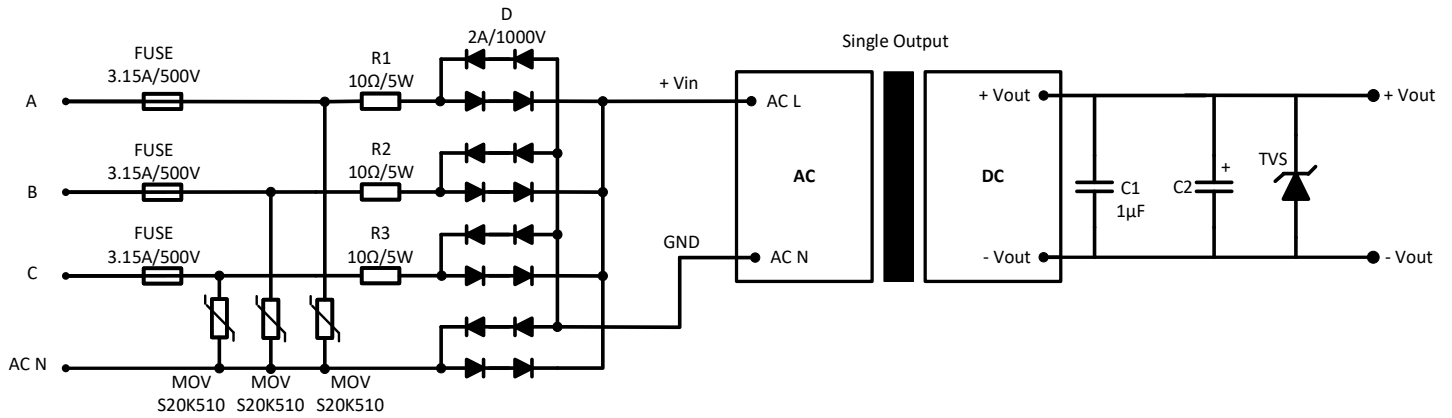 D
2A/1000V
Single Output
FUSE
3.15A/500V
R1
10Ω/5W
A
+ Vin
AC L
+ Vout
+ Vout
FUSE
3.15A/500V
R2
10Ω/5W
B
AC
DC
C1
1µF
C2
+
TVS
FUSE
3.15A/500V
R3
10Ω/5W
C
GND
AC N
- Vout
- Vout
AC N
MOV
S20K510
MOV
S20K510
MOV
S20K510